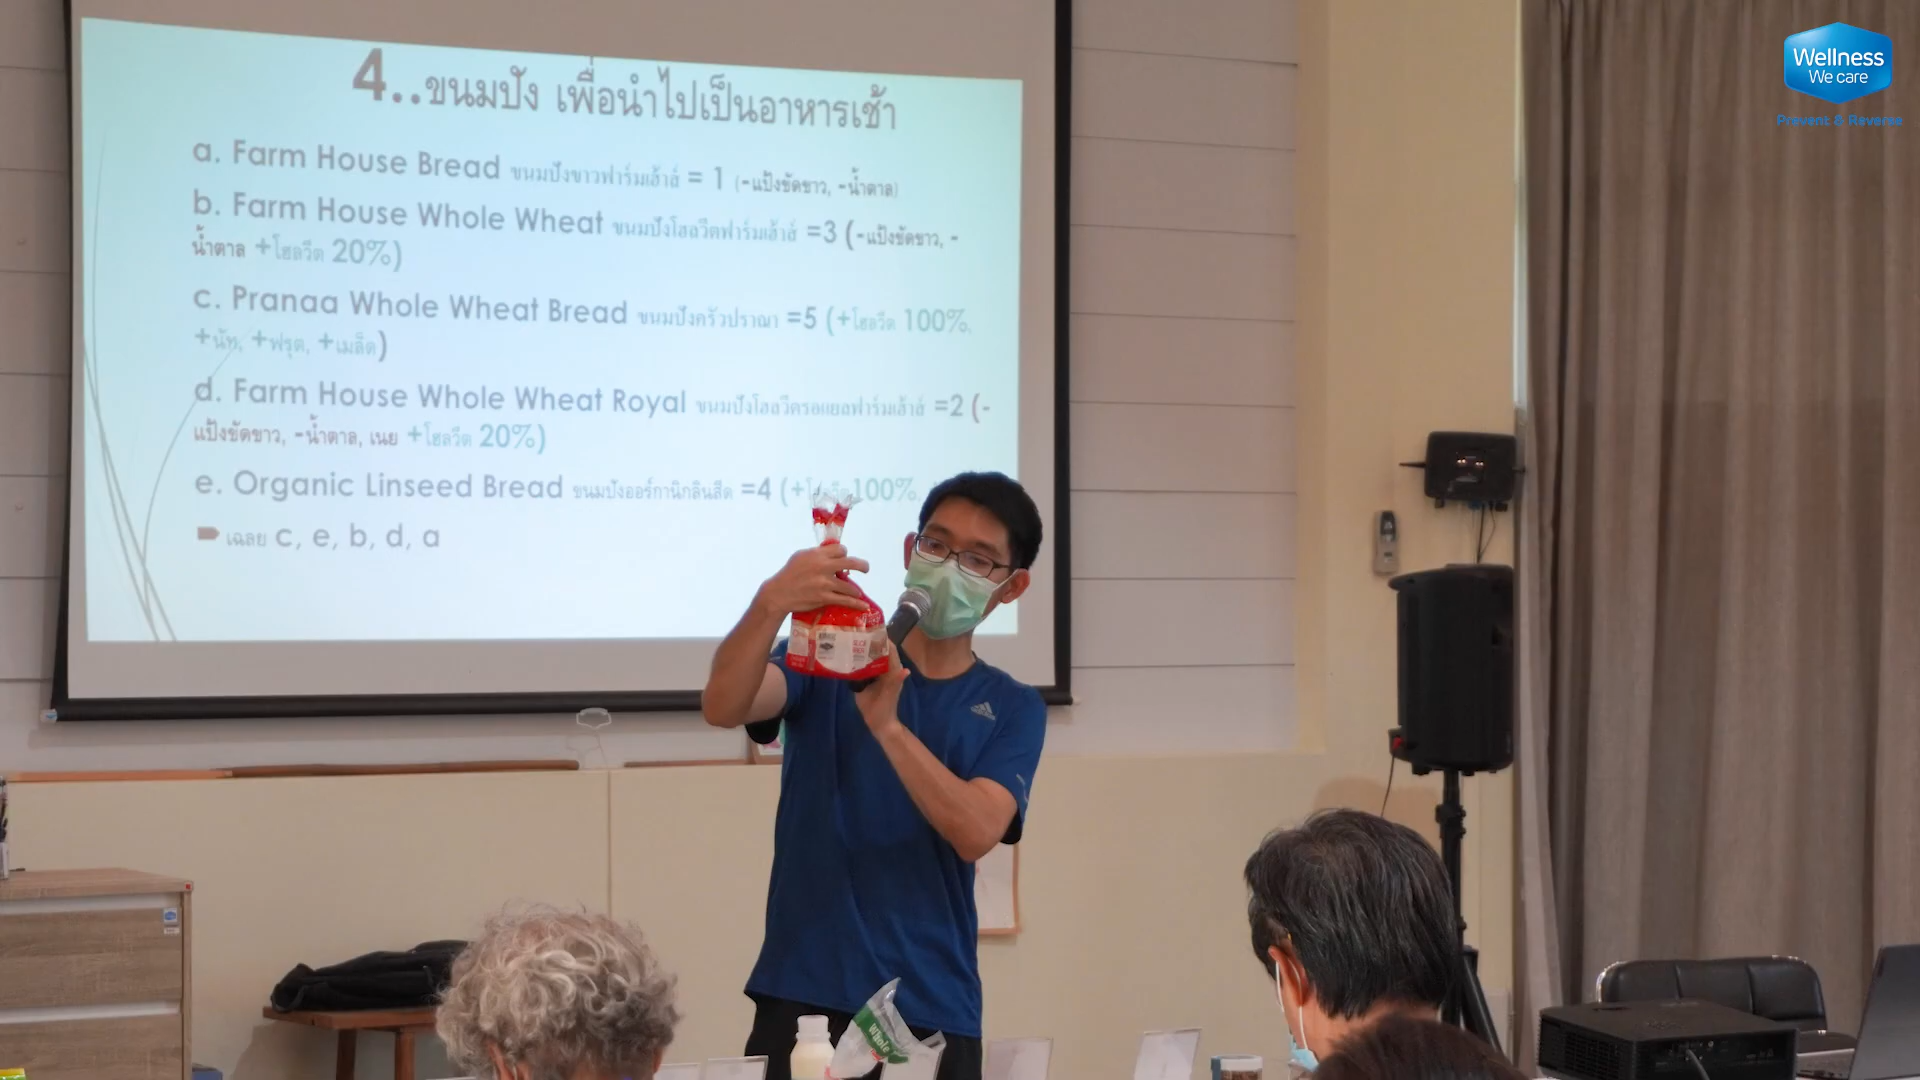 4..ขนมปัง เพื่อนำไปเป็นอาหารเช้า
a. Farm House Bread ขนมปังขาวฟาร์มเฮ้าส์ = 1 (-แป้งขัดขาว, -น้ำตาล)
b. Farm House Whole Wheat ขนมปังโฮลวีตฟาร์มเฮ้าส์ =3 (-แป้งขัดขาว, -
น้ำตาล +โฮลวีต 20%)
c. Pranaa Whole Wheat Bread ขนมปังครัวปราณา =5 (+โฮลวีต 100%,
+นัท, +ฟรุต, +เมล็ด)
d. Farm House Whole Wheat Royal ขนมปังโฮลวีตรอแยลฟาร์มเฮ้าส์ =2 (-
แป้งขัดขาว, -น้ำตาล, เนย +โฮลวีต 20%)
e. Organic Linseed Bread ขนมปังออร์กานิกลินสีด =4 (+โฮลวีต100%,
เฉลย c, e, b, d, a
Wellness
We care
Prevent & Reverse
Whole